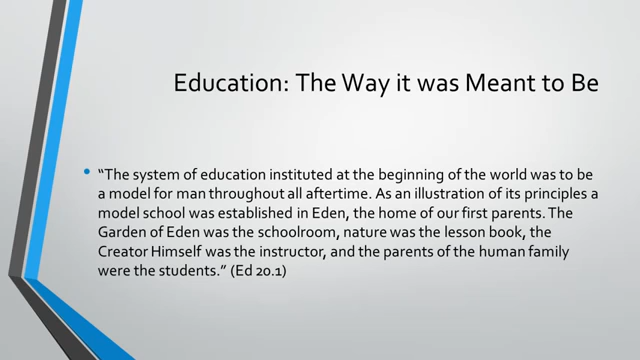 Education: The Way it was Meant to Be
• “The system of education instituted at the beginning of the world was to be
a model for man throughout all aftertime. As an illustration of its principles a
model school was established in Eden, the home of our first parents. The
Garden of Eden was the schoolroom, nature was the lesson book, the
Creator Himself was the instructor, and the parents of the human family
were the students.” (Ed 20.1)